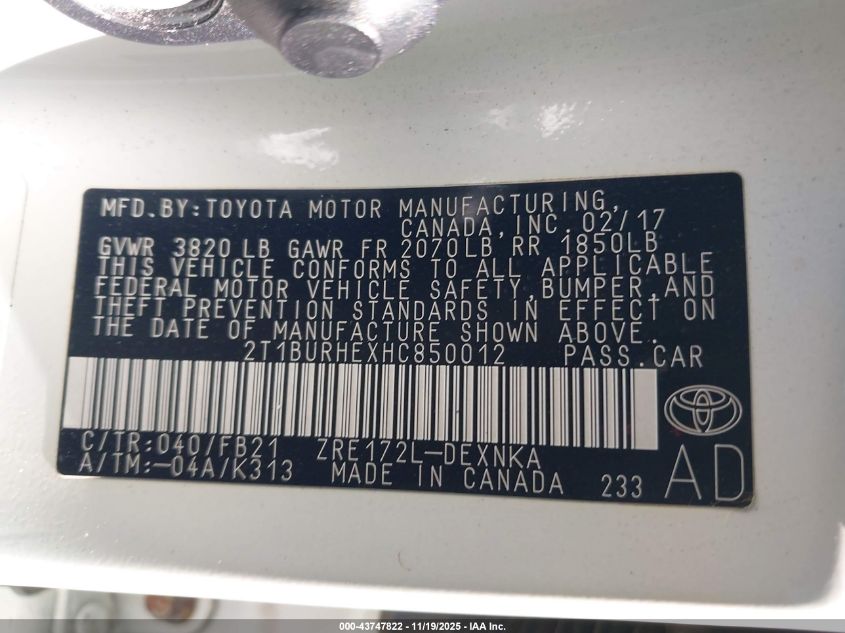 MFD.BY:TOYOTA MOTOR MANUFACTURING,
CANADA,INC.02/17
GVWR 3820 LB GAWR FR 2070LB RR 1850LB
THIS VEHICLE CONFORMS TO ALL APPLICABLE
FEDERAL MOTOR VEHICLE SAFETY,BUMPER,AND
THEFT PREVENTION STANDARDS IN EFFECT ON
THE DATE OF MANUFACTURE SHOWN ABOVE.
2T1BURHEXHC850012 PASS.CAR
C/TR:040/FB21 ZRE172L-DEXNKA
A/TM:-04A/K313 MADE IN CANADA 233 AD
000-43747822 - 11/19/2025 - IAA Inc.